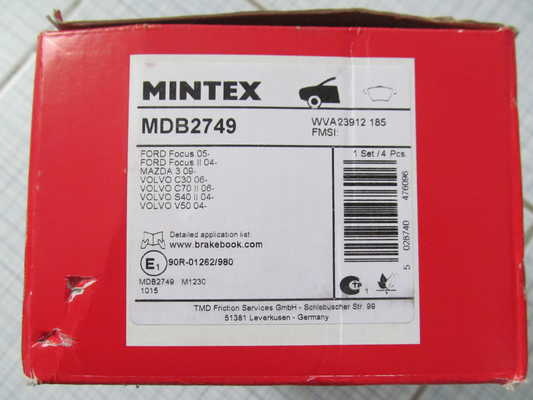 MINTEX
MDB2749
WVA 23912 185
FMSI:
FORD Focus 05-
FORD Focus II 04-
MAZDA 3 09-
VOLVO C30 06-
VOLVO C70 II 06-
VOLVO S40 II 04-
VOLVO V50 04-
1 Set / 4 Pcs.
5 028740 476096
Detailed application list
www.brakebook.com
E1 90R-01262/980
MDB2749 M1230
1015
TMD Friction Services GmbH - Schlebuscher Str. 99
51381 Leverkusen - Germany